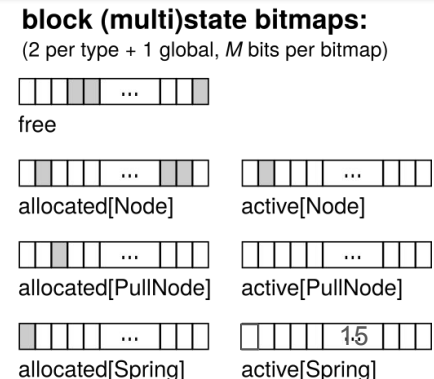 block (multi)state bitmaps:
(2 per type + 1 global, M bits per bitmap)
...
free
... ...
allocated[Node] active[Node]
... ...
allocated[PullNode] active[PullNode]
... 15
allocated[Spring] active[Spring]